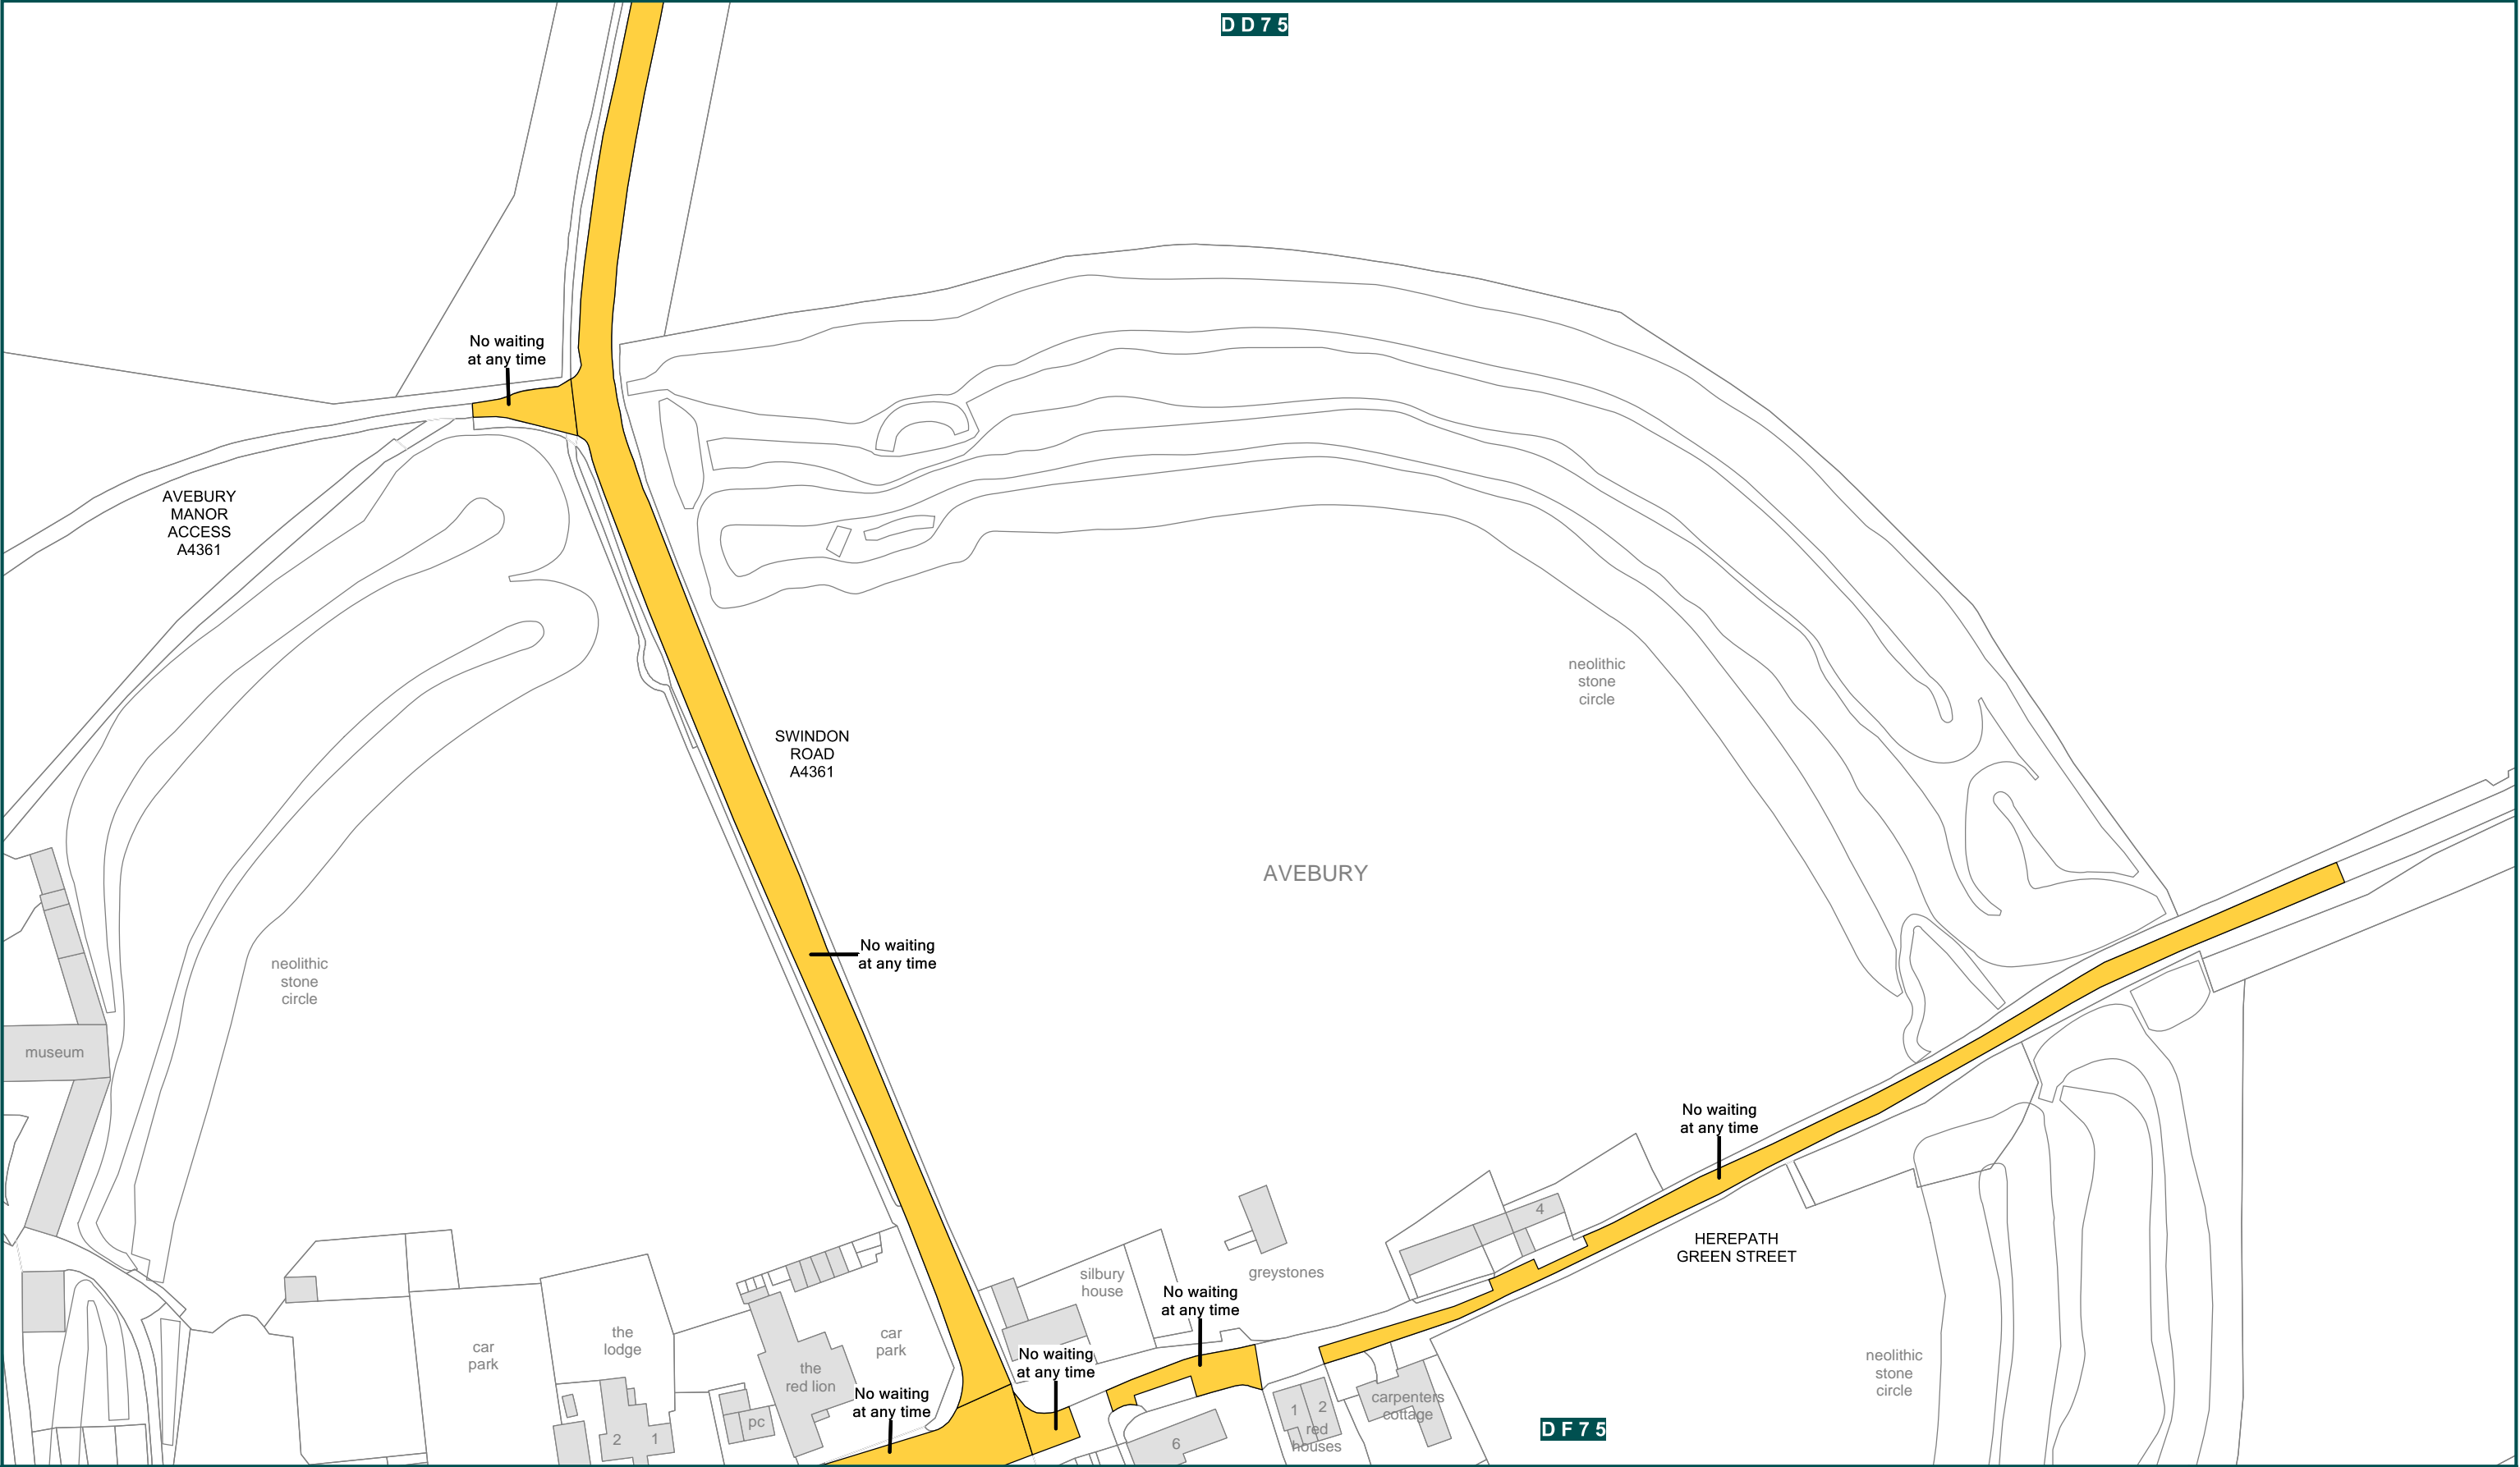 DD75
No waiting
at any time
AVEBURY
MANOR
ACCESS
A4361
neolithic
stone
circle
SWINDON
ROAD
A4361
AVEBURY
No waiting
at any time
neolithic
stone
circle
museum
No waiting
at any time
4
HEREPATH
GREEN STREET
silbury
house
greystones
No waiting
at any time
car
park
the
lodge
car
park
the
red lion
No waiting
at any time
No waiting
at any time
neolithic
stone
circle
carpenters
cottage
1
2
red
houses
pc
2
1
6
DF75